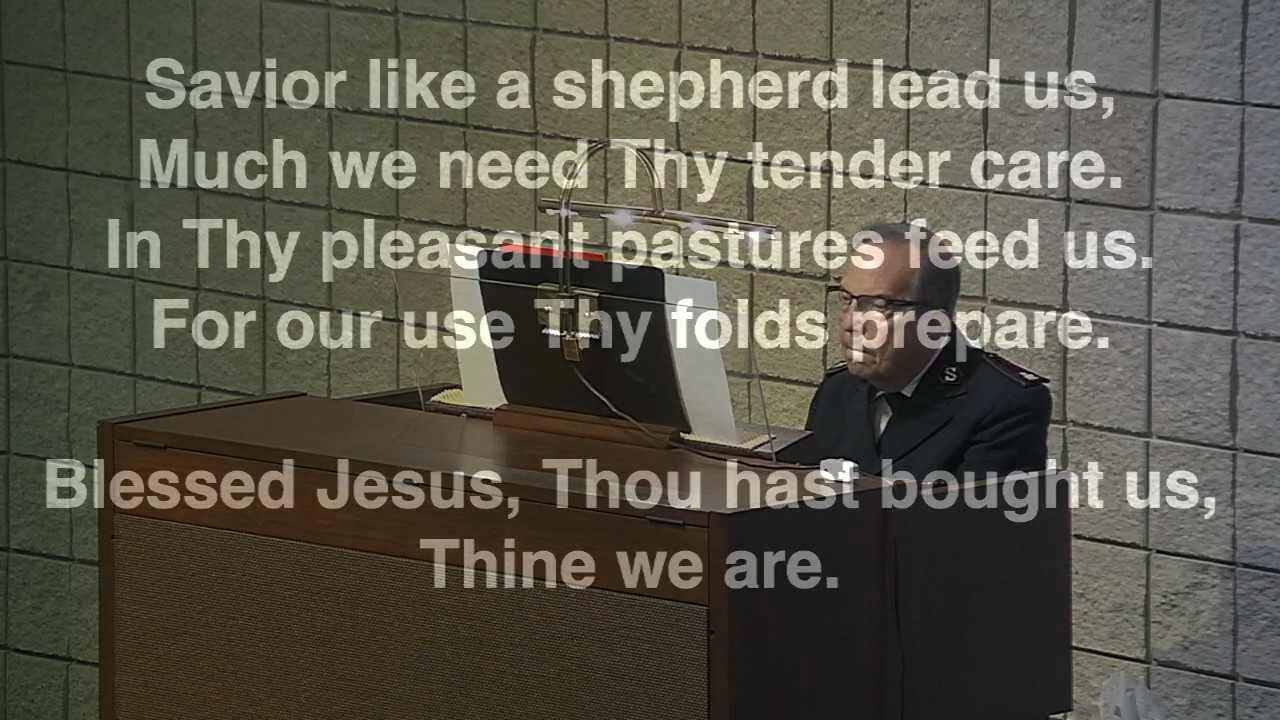 Savior like a shepherd lead us,
Much we need Thy tender care.
In Thy pleasant pastures feed us.
For our use Thy folds prepare.
Blessed Jesus, Thou hast bought us,
Thine we are.
S